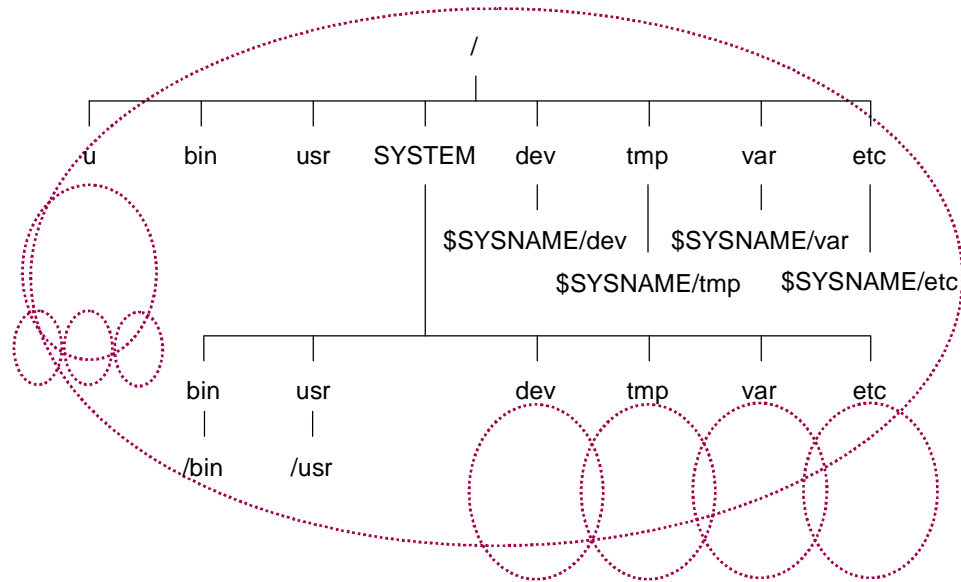 /
u bin usr SYSTEM dev tmp var etc
$SYSNAME/dev $SYSNAME/var
$SYSNAME/tmp $SYSNAME/etc
bin usr dev tmp var etc
/bin /usr